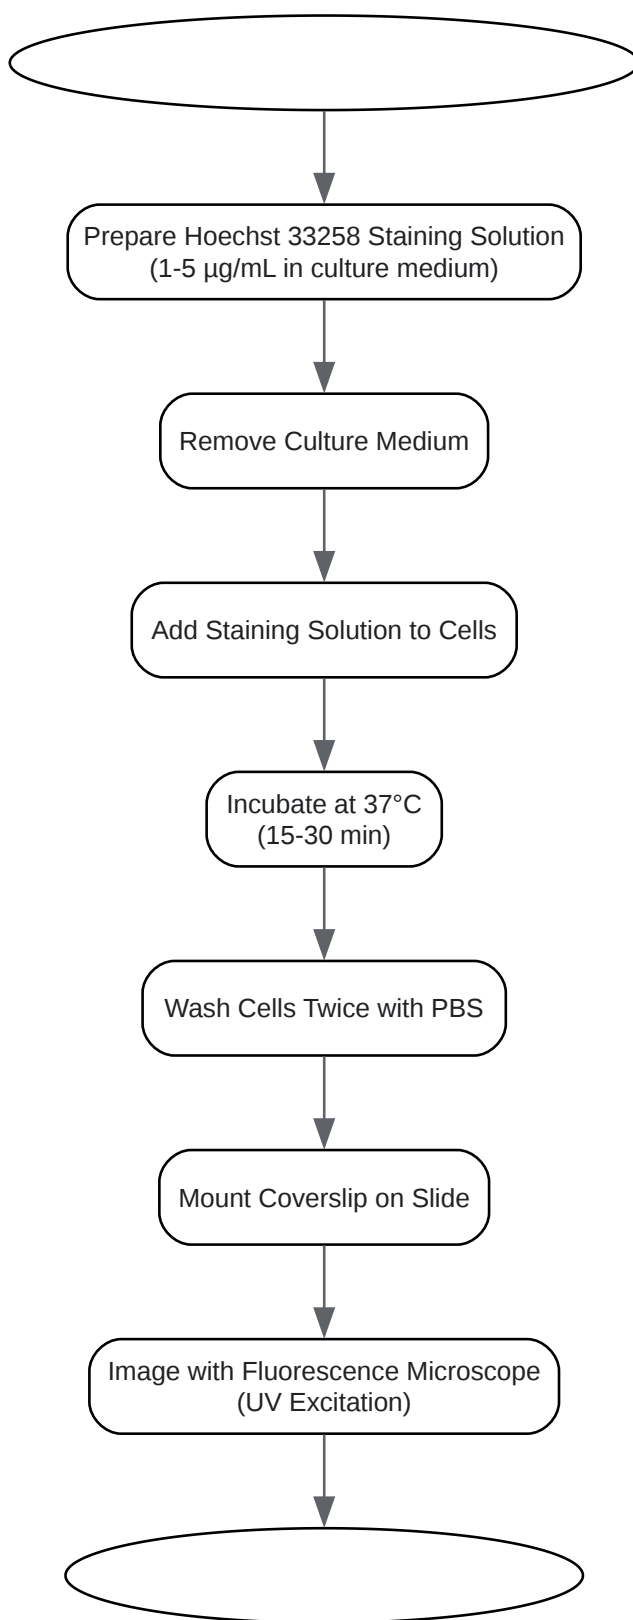 Prepare Hoechst 33258 Staining Solution
(1-5 µg/mL in culture medium)
Remove Culture Medium
Add Staining Solution to Cells
Incubate at 37°C
(15-30 min)
Wash Cells Twice with PBS
Mount Coverslip on Slide
Image with Fluorescence Microscope
(UV Excitation)